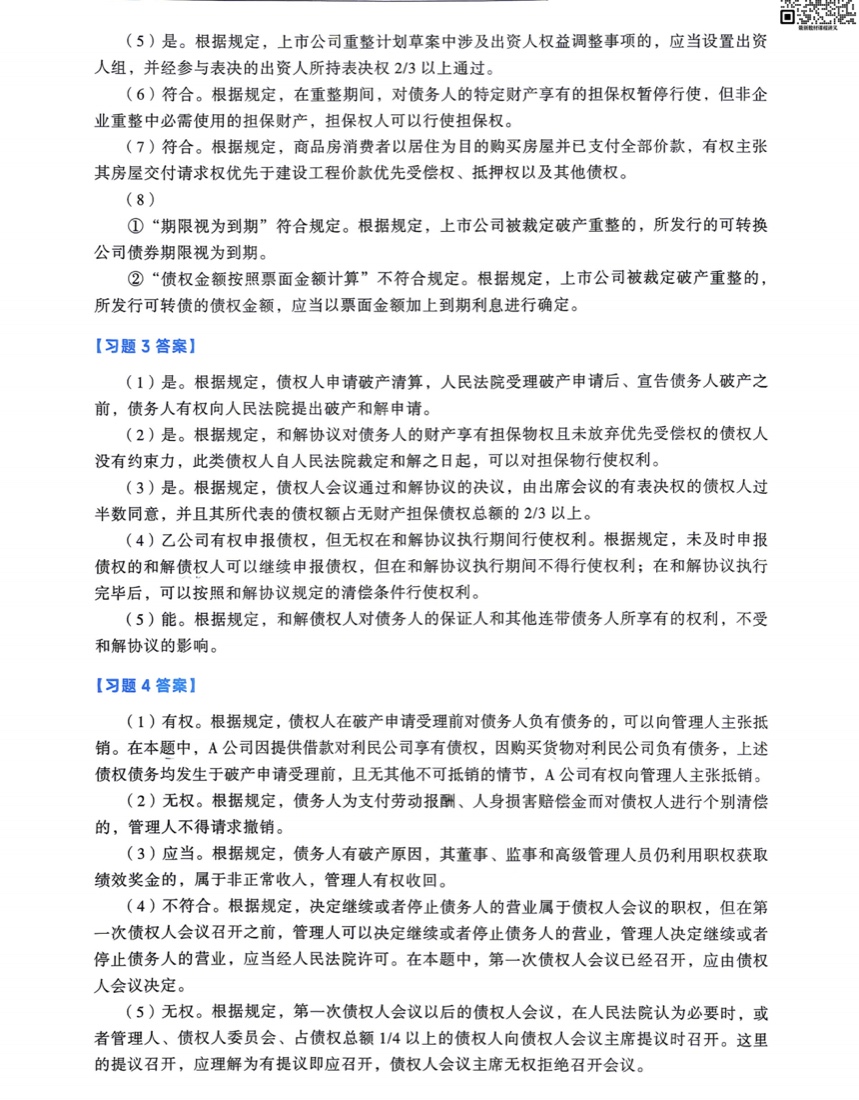 （5）是。根据规定，上市公司重整计划草案中涉及出资人权益调整事项的，应当设置出资
人组，并经参与表决的出资人所持表决权 2/3 以上通过。
（6）符合。根据规定，在重整期间，对债务人的特定财产享有的担保权暂停行使，但非企
业重整中必需使用的担保财产，担保权人可以行使担保权。
（7）符合。根据规定，商品房消费者以居住为目的购买房屋并已支付全部价款，有权主张
其房屋交付请求权优先于建设工程价款优先受偿权、抵押权以及其他债权。
（8）
①“期限视为到期”符合规定。根据规定，上市公司被裁定破产重整的，所发行的可转换
公司债券期限视为到期。
②“债权金额按照票面金额计算”不符合规定。根据规定，上市公司被裁定破产重整的，
所发行可转债的债权金额，应当以票面金额加上到期利息进行确定。
【习题 3 答案】
（1）是。根据规定，债权人申请破产清算，人民法院受理破产申请后、宣告债务人破产之
前，债务人有权向人民法院提出破产和解申请。
（2）是。根据规定，和解协议对债务人的财产享有担保物权且未放弃优先受偿权的债权人
没有约束力，此类债权人自人民法院裁定和解之日起，可以对担保物行使权利。
（3）是。根据规定，债权人会议通过和解协议的决议，由出席会议的有表决权的债权人过
半数同意，并且其所代表的债权额占无财产担保债权总额的 2/3 以上。
（4）乙公司有权申报债权，但无权在和解协议执行期间行使权利。根据规定，未及时申报
债权的和解债权人可以继续申报债权，但在和解协议执行期间不得行使权利；在和解协议执行
完毕后，可以按照和解协议规定的清偿条件行使权利。
（5）能。根据规定，和解债权人对债务人的保证人和其他连带债务人所享有的权利，不受
和解协议的影响。
【习题 4 答案】
（1）有权。根据规定，债权人在破产申请受理前对债务人负有债务的，可以向管理人主张抵
销。在本题中，A 公司因提供借款对利民公司享有债权，因购买货物对利民公司负有债务，上述
债权债务均发生于破产申请受理前，且无其他不可抵销的情节，A 公司有权向管理人主张抵销。
（2）无权。根据规定，债务人为支付劳动报酬、人身损害赔偿金而对债权人进行个别清偿
的，管理人不得请求撤销。
（3）应当。根据规定，债务人有破产原因，其董事、监事和高级管理人员仍利用职权获取
绩效奖金的，属于非正常收入，管理人有权收回。
（4）不符合。根据规定，决定继续或者停止债务人的营业属于债权人会议的职权，但在第
一次债权人会议召开之前，管理人可以决定继续或者停止债务人的营业，管理人决定继续或者
停止债务人的营业，应当经人民法院许可。在本题中，第一次债权人会议已经召开，应由债权
人会议决定。
（5）无权。根据规定，第一次债权人会议以后的债权人会议，在人民法院认为必要时，或
者管理人、债权人委员会、占债权总额 1/4 以上的债权人向债权人会议主席提议时召开。这里
的提议召开，应理解为有提议即应召开，债权人会议主席无权拒绝召开会议。